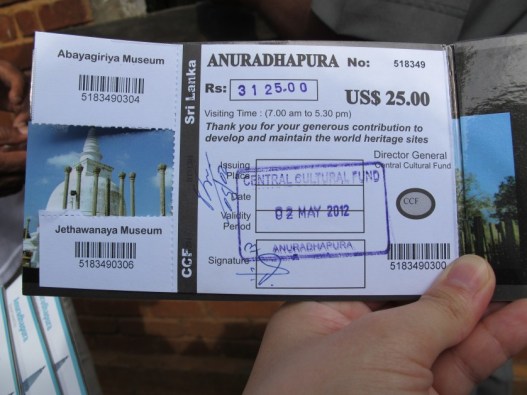 Abayagiriya Museum
5183490304
Jethawanaya Museum
5183490306
Sri Lanka
CCF
ANURADHAPURA No: 518349
Rs: 3125.00
US$ 25.00
Visiting Time : (7.00 am to 5.30 pm)
Thank you for your generous contribution to
develop and maintain the world heritage sites
Issuing
Place
Director General
Central Cultural Fund
CENTRAL CULTURAL FUND
Date
02 MAY 2012
Validity
Period
CCF
ANURADHAPURA
Signature
5183490300